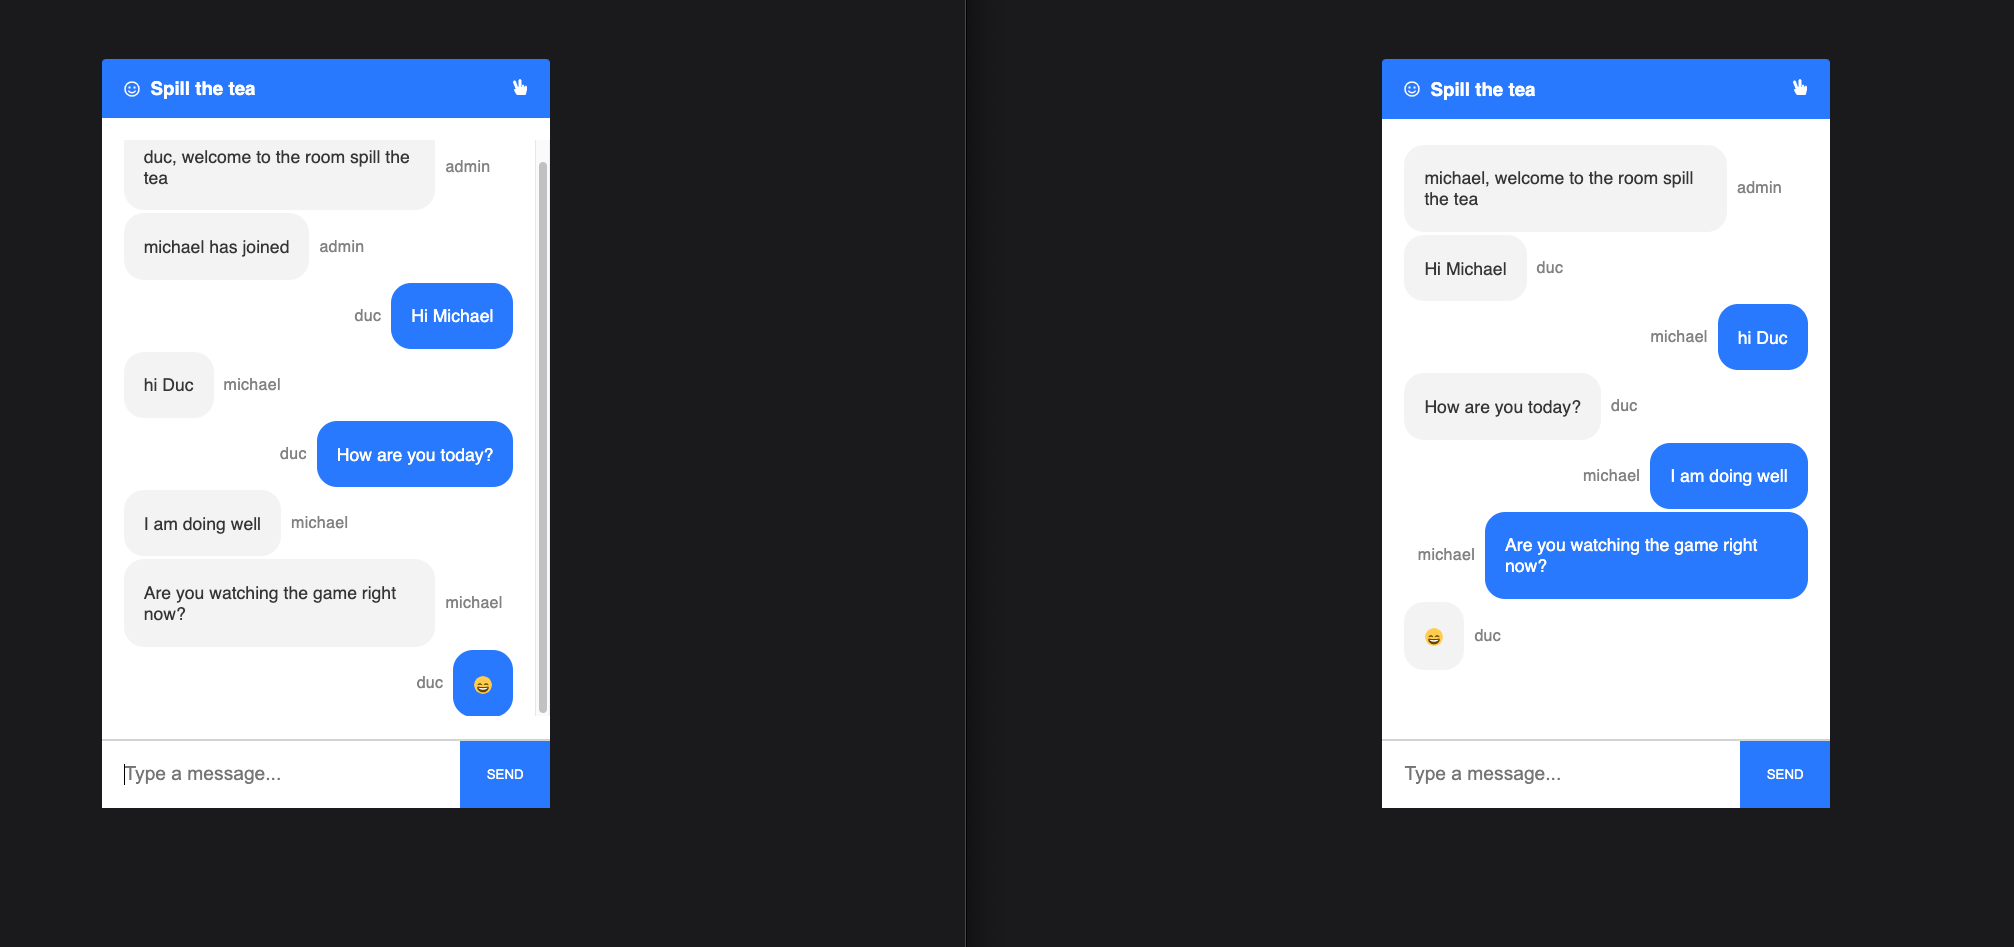 Spill the tea
duc, welcome to the room spill the
tea
admin
michael has joined
admin
duc
Hi Michael
hi Duc
michael
duc
How are you today?
I am doing well
michael
Are you watching the game right
now?
michael
duc
😄
Type a message...
SEND
Spill the tea
michael, welcome to the room spill
the tea
admin
Hi Michael
duc
michael
hi Duc
How are you today?
duc
michael
I am doing well
michael
Are you watching the game right
now?
😄
duc
Type a message...
SEND